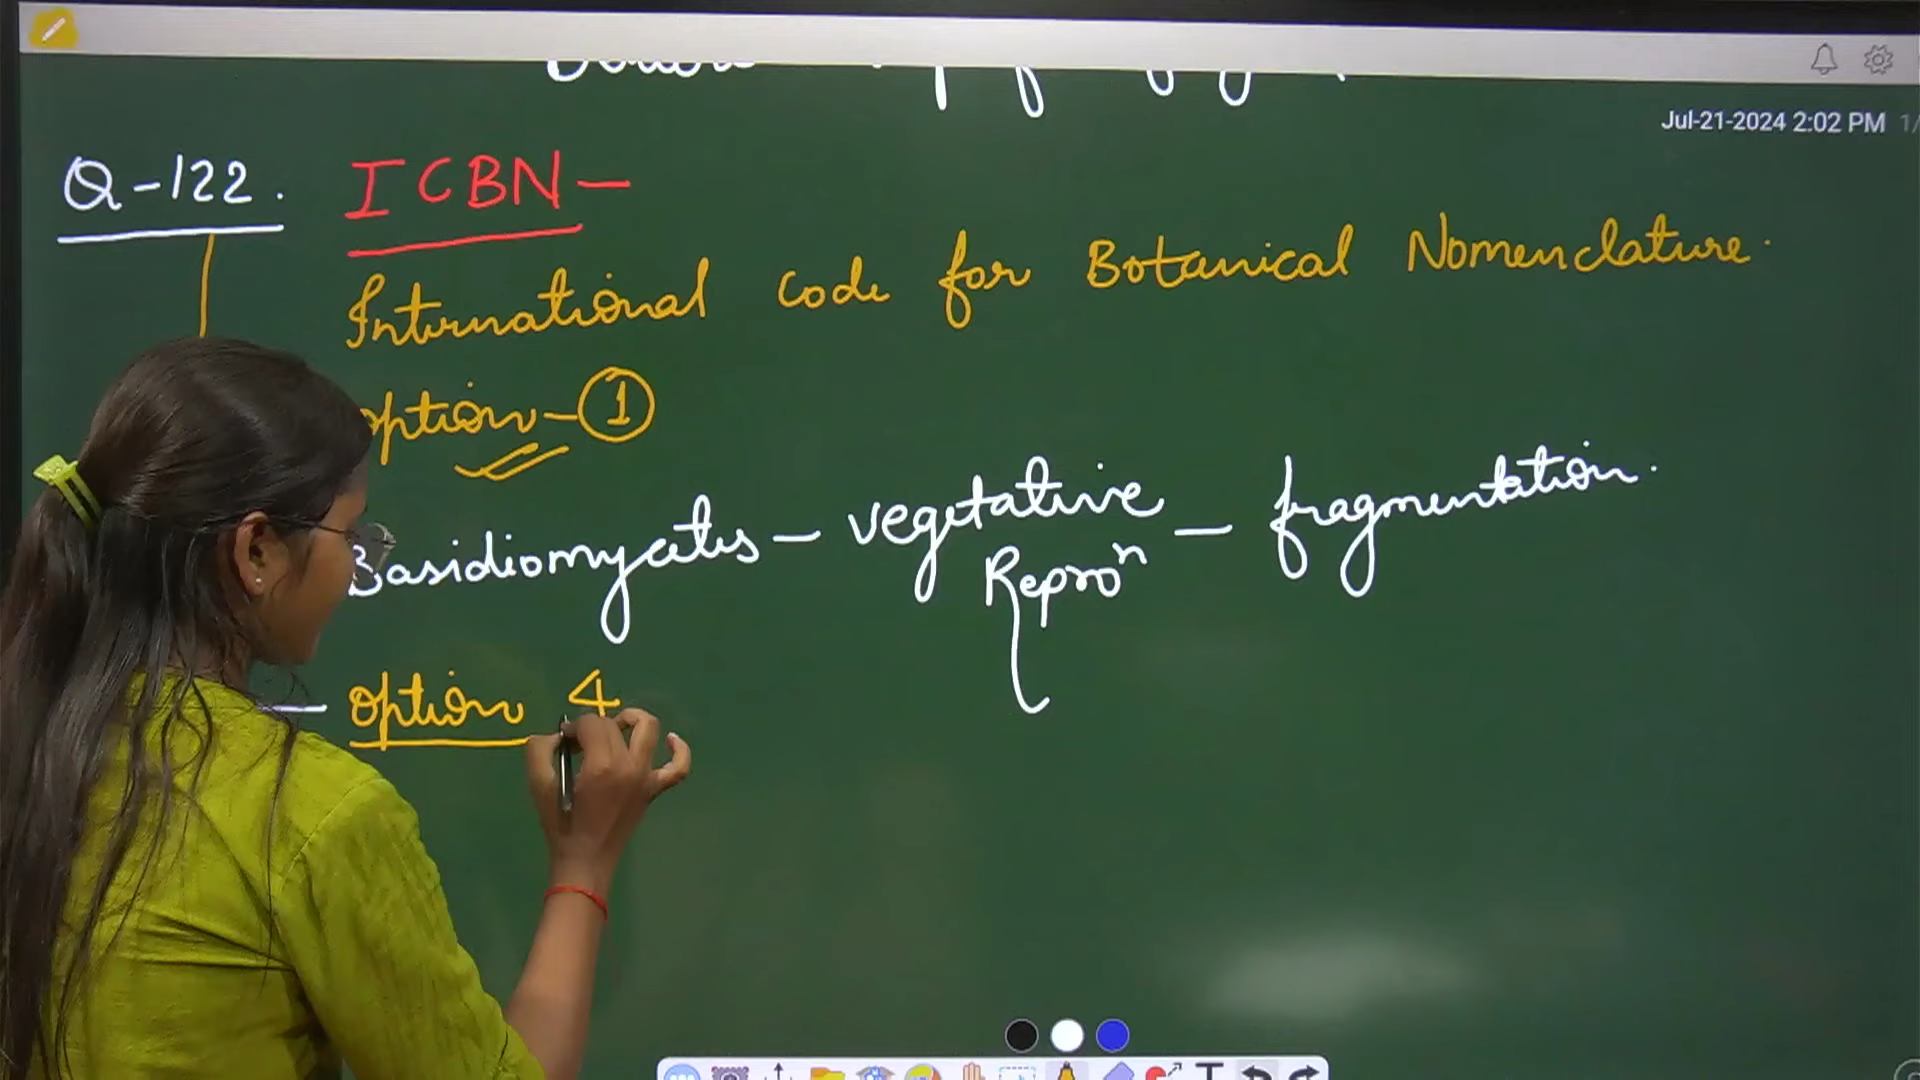 Jul-21-2024 2:02 PM 1/
Q-122. ICBN-
International Code for Botanical Nomenclature.
option-①
Basidiomycetes - vegetative Repro^n - fragmentation.
- option 4